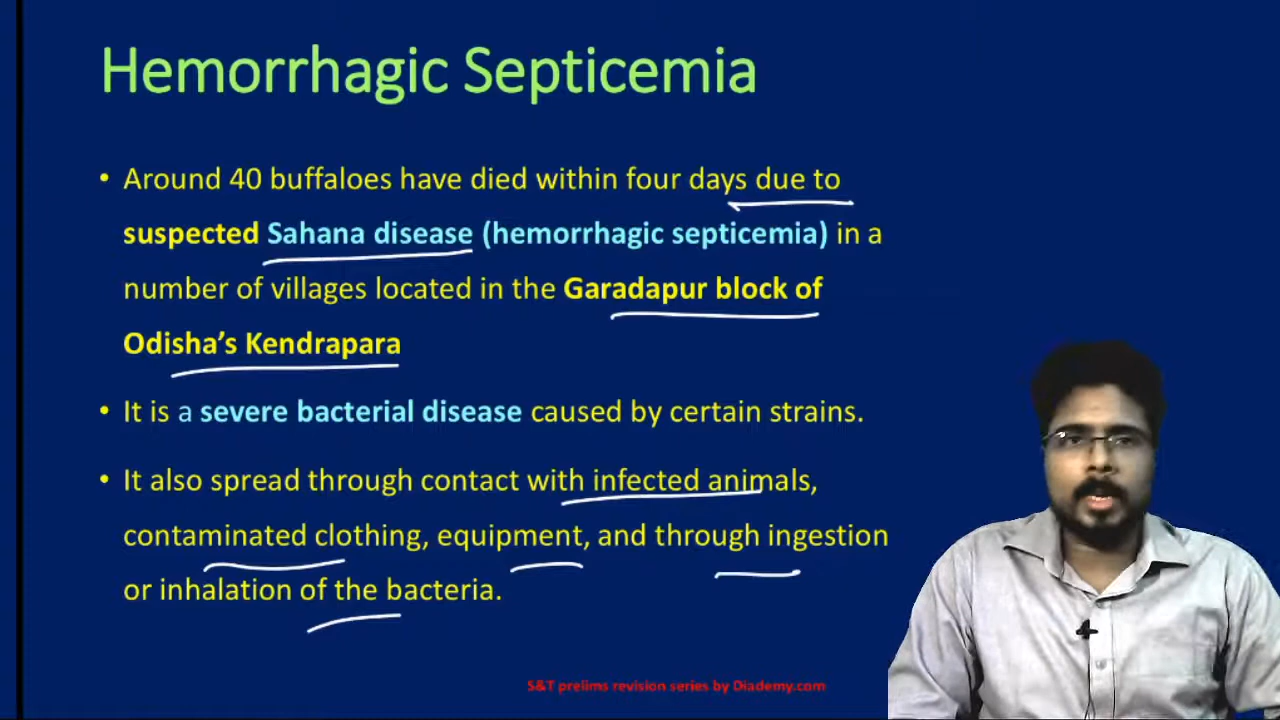 Hemorrhagic Septicemia
• Around 40 buffaloes have died within four days due to
suspected Sahana disease (hemorrhagic septicemia) in a
number of villages located in the Garadapur block of
Odisha’s Kendrapara
• It is a severe bacterial disease caused by certain strains.
• It also spread through contact with infected animals,
contaminated clothing, equipment, and through ingestion
or inhalation of the bacteria.
S&T prelims revision series by Diademy.com